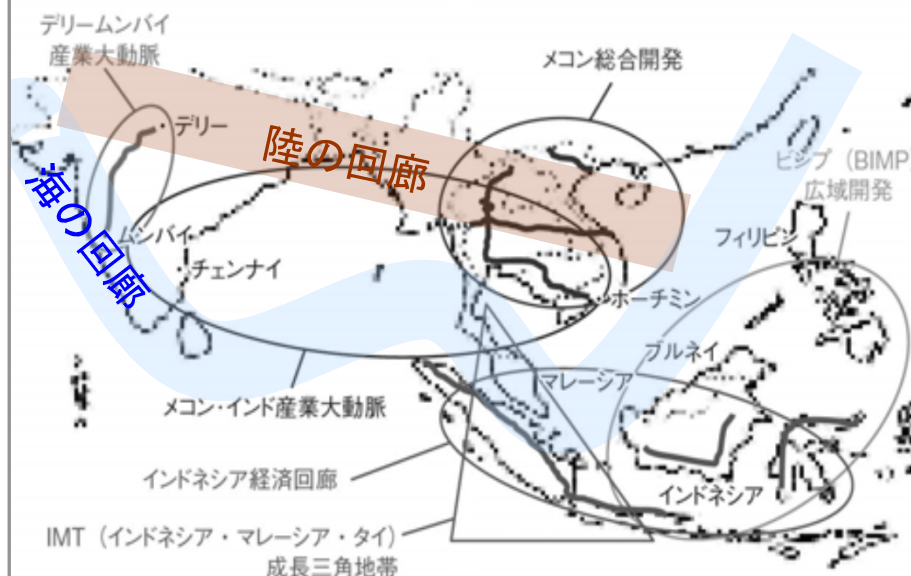 デリームンバイ
産業大動脈
メコン総合開発
デリー
陸の回廊
ビンプ（BIMP）
広域開発
海の回廊
ムンバイ
フィリピン
チェンナイ
ホーチミン
ブルネイ
マレーシア
メコン・インド産業大動脈
インドネシア経済回廊
インドネシア
IMT（インドネシア・マレーシア・タイ）
成長三角地帯